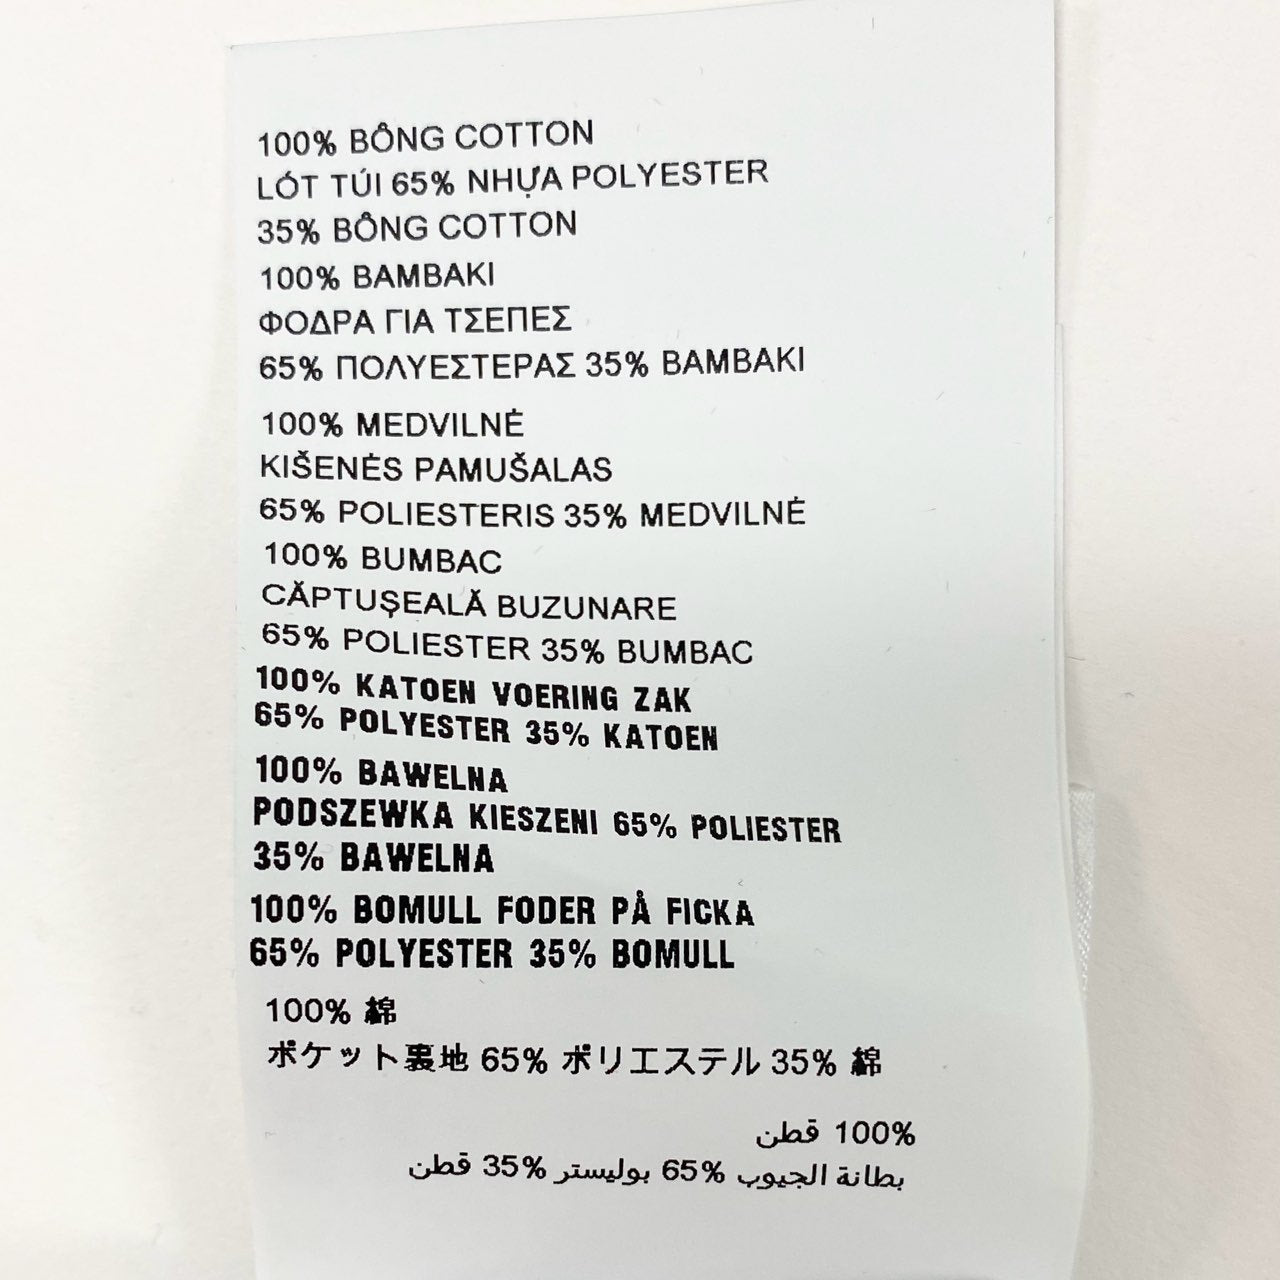 100% BÔNG COTTON
LÓT TÚI 65% NHỰA POLYESTER
35% BÔNG COTTON
100% ΒΑΜΒΑΚΙ
ΦΟΔΡΑ ΓΙΑ ΤΣΕΠΕΣ
65% ΠΟΛΥΕΣΤΕΡΑΣ 35% ΒΑΜΒΑΚΙ
100% MEDVILNĖ
KIŠENĖS PAMUŠALAS
65% POLIESTERIS 35% MEDVILNĖ
100% BUMBAC
CĂPTUȘEALĂ BUZUNARE
65% POLIESTER 35% BUMBAC
100% KATOEN VOERING ZAK
65% POLYESTER 35% KATOEN
100% BAWELNA
PODSZEWKA KIESZENI 65% POLIESTER
35% BAWELNA
100% BOMULL FODER PÅ FICKA
65% POLYESTER 35% BOMULL
100% 綿
ポケット裏地 65% ポリエステル 35% 綿
100% قطن
بطانة الجيوب 65% بوليستر 35% قطن